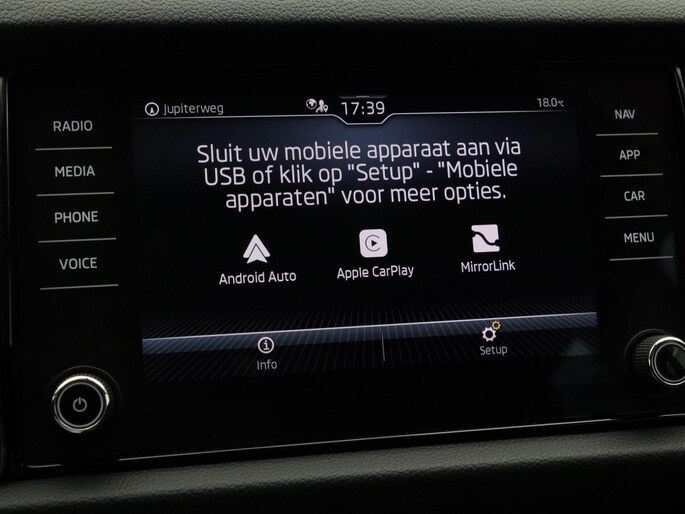 Jupiterweg 17:39 18.0°C
RADIO
MEDIA
PHONE
VOICE
Sluit uw mobiele apparaat aan via
USB of klik op "Setup" - "Mobiele
apparaten" voor meer opties.
Android Auto Apple CarPlay MirrorLink
Info Setup
NAV
APP
CAR
MENU